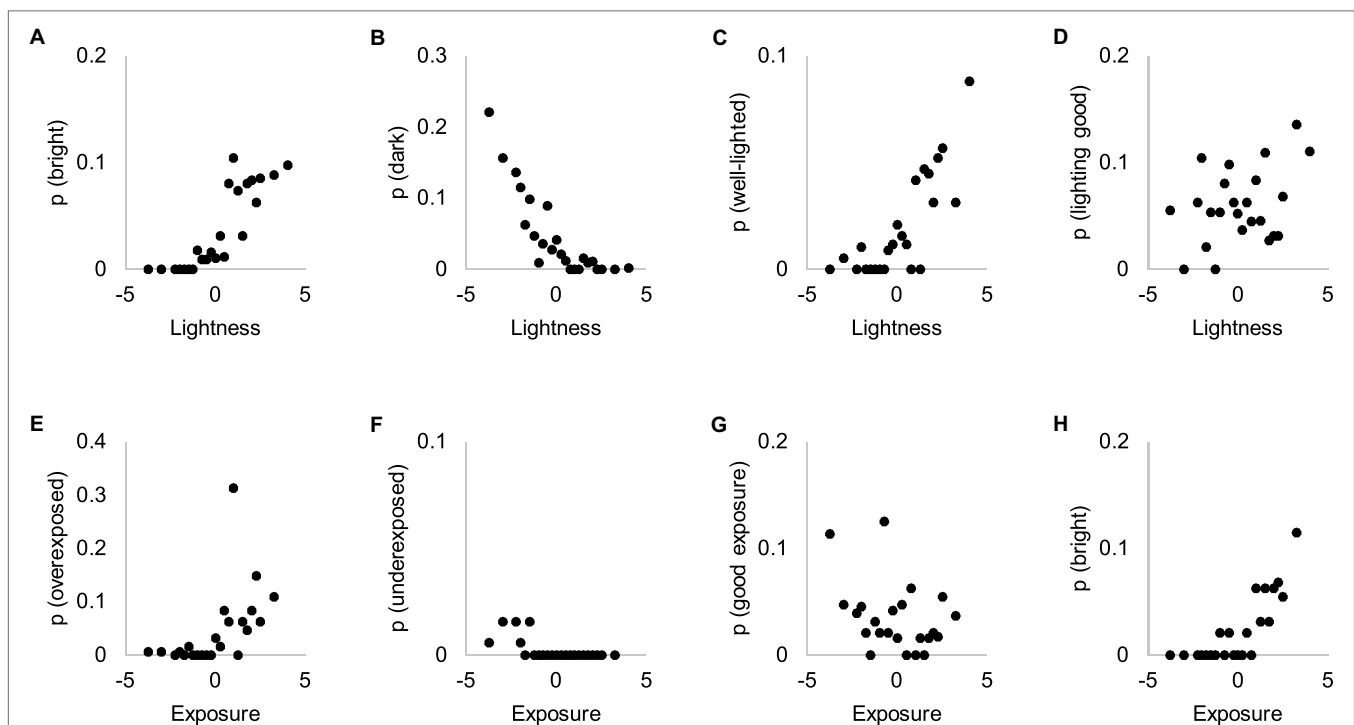 A
p (bright)
0.2
0.1
0
-5
0
5
Lightness
B
p (dark)
0.3
0.2
0.1
0
-5
0
5
Lightness
C
p (well-lighted)
0.1
0
-5
0
5
Lightness
D
p (lighting good)
0.2
0.1
0
-5
0
5
Lightness
E
p (overexposed)
0.4
0.3
0.2
0.1
0
-5
0
5
Exposure
F
p (underexposed)
0.1
0
-5
0
5
Exposure
G
p (good exposure)
0.2
0.1
0
-5
0
5
Exposure
H
p (bright)
0.2
0.1
0
-5
0
5
Exposure